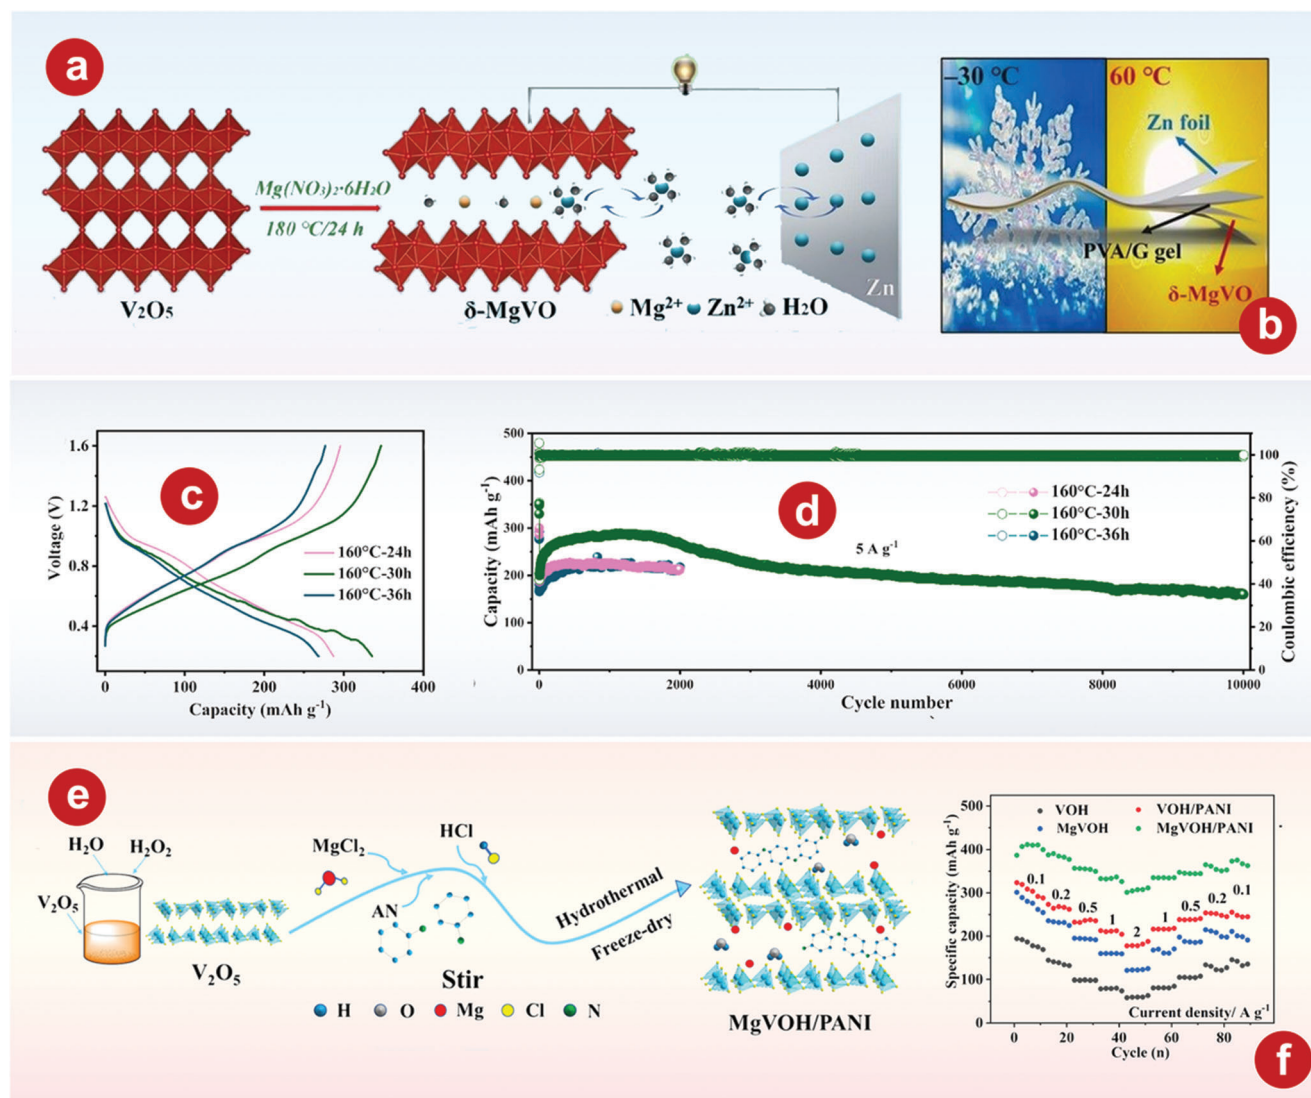 a
Mg(NO3)2·6H2O
180 °C/24 h
V2O5
δ-MgVO
Mg2+
Zn2+
H2O
Zn
–30 °C
60 °C
Zn foil
PVA/G gel
δ-MgVO
b
c
Voltage (V)
1.6
1.2
0.8
0.4
160°C-24h
160°C-30h
160°C-36h
0 100 200 300 400
Capacity (mAh g-1)
d
Capacity (mAh g-1)
500
400
300
200
100
0
160°C-24h
160°C-30h
160°C-36h
5 A g-1
100
80
60
40
20
0
Coulombic efficiency (%)
0 2000 4000 6000 8000 10000
Cycle number
e
H2O
H2O2
V2O5
V2O5
MgCl2
HCl
AN
Stir
Hydrothermal
Freeze-dry
H O Mg Cl N
MgVOH/PANI
Specific capacity (mAh g-1)
500
400
300
200
100
0
VOH VOH/PANI
MgVOH MgVOH/PANI
0.1
0.2
0.5
1
2
1
0.5
0.2
0.1
Current density/ A g-1
0 20 40 60 80
Cycle (n)
f